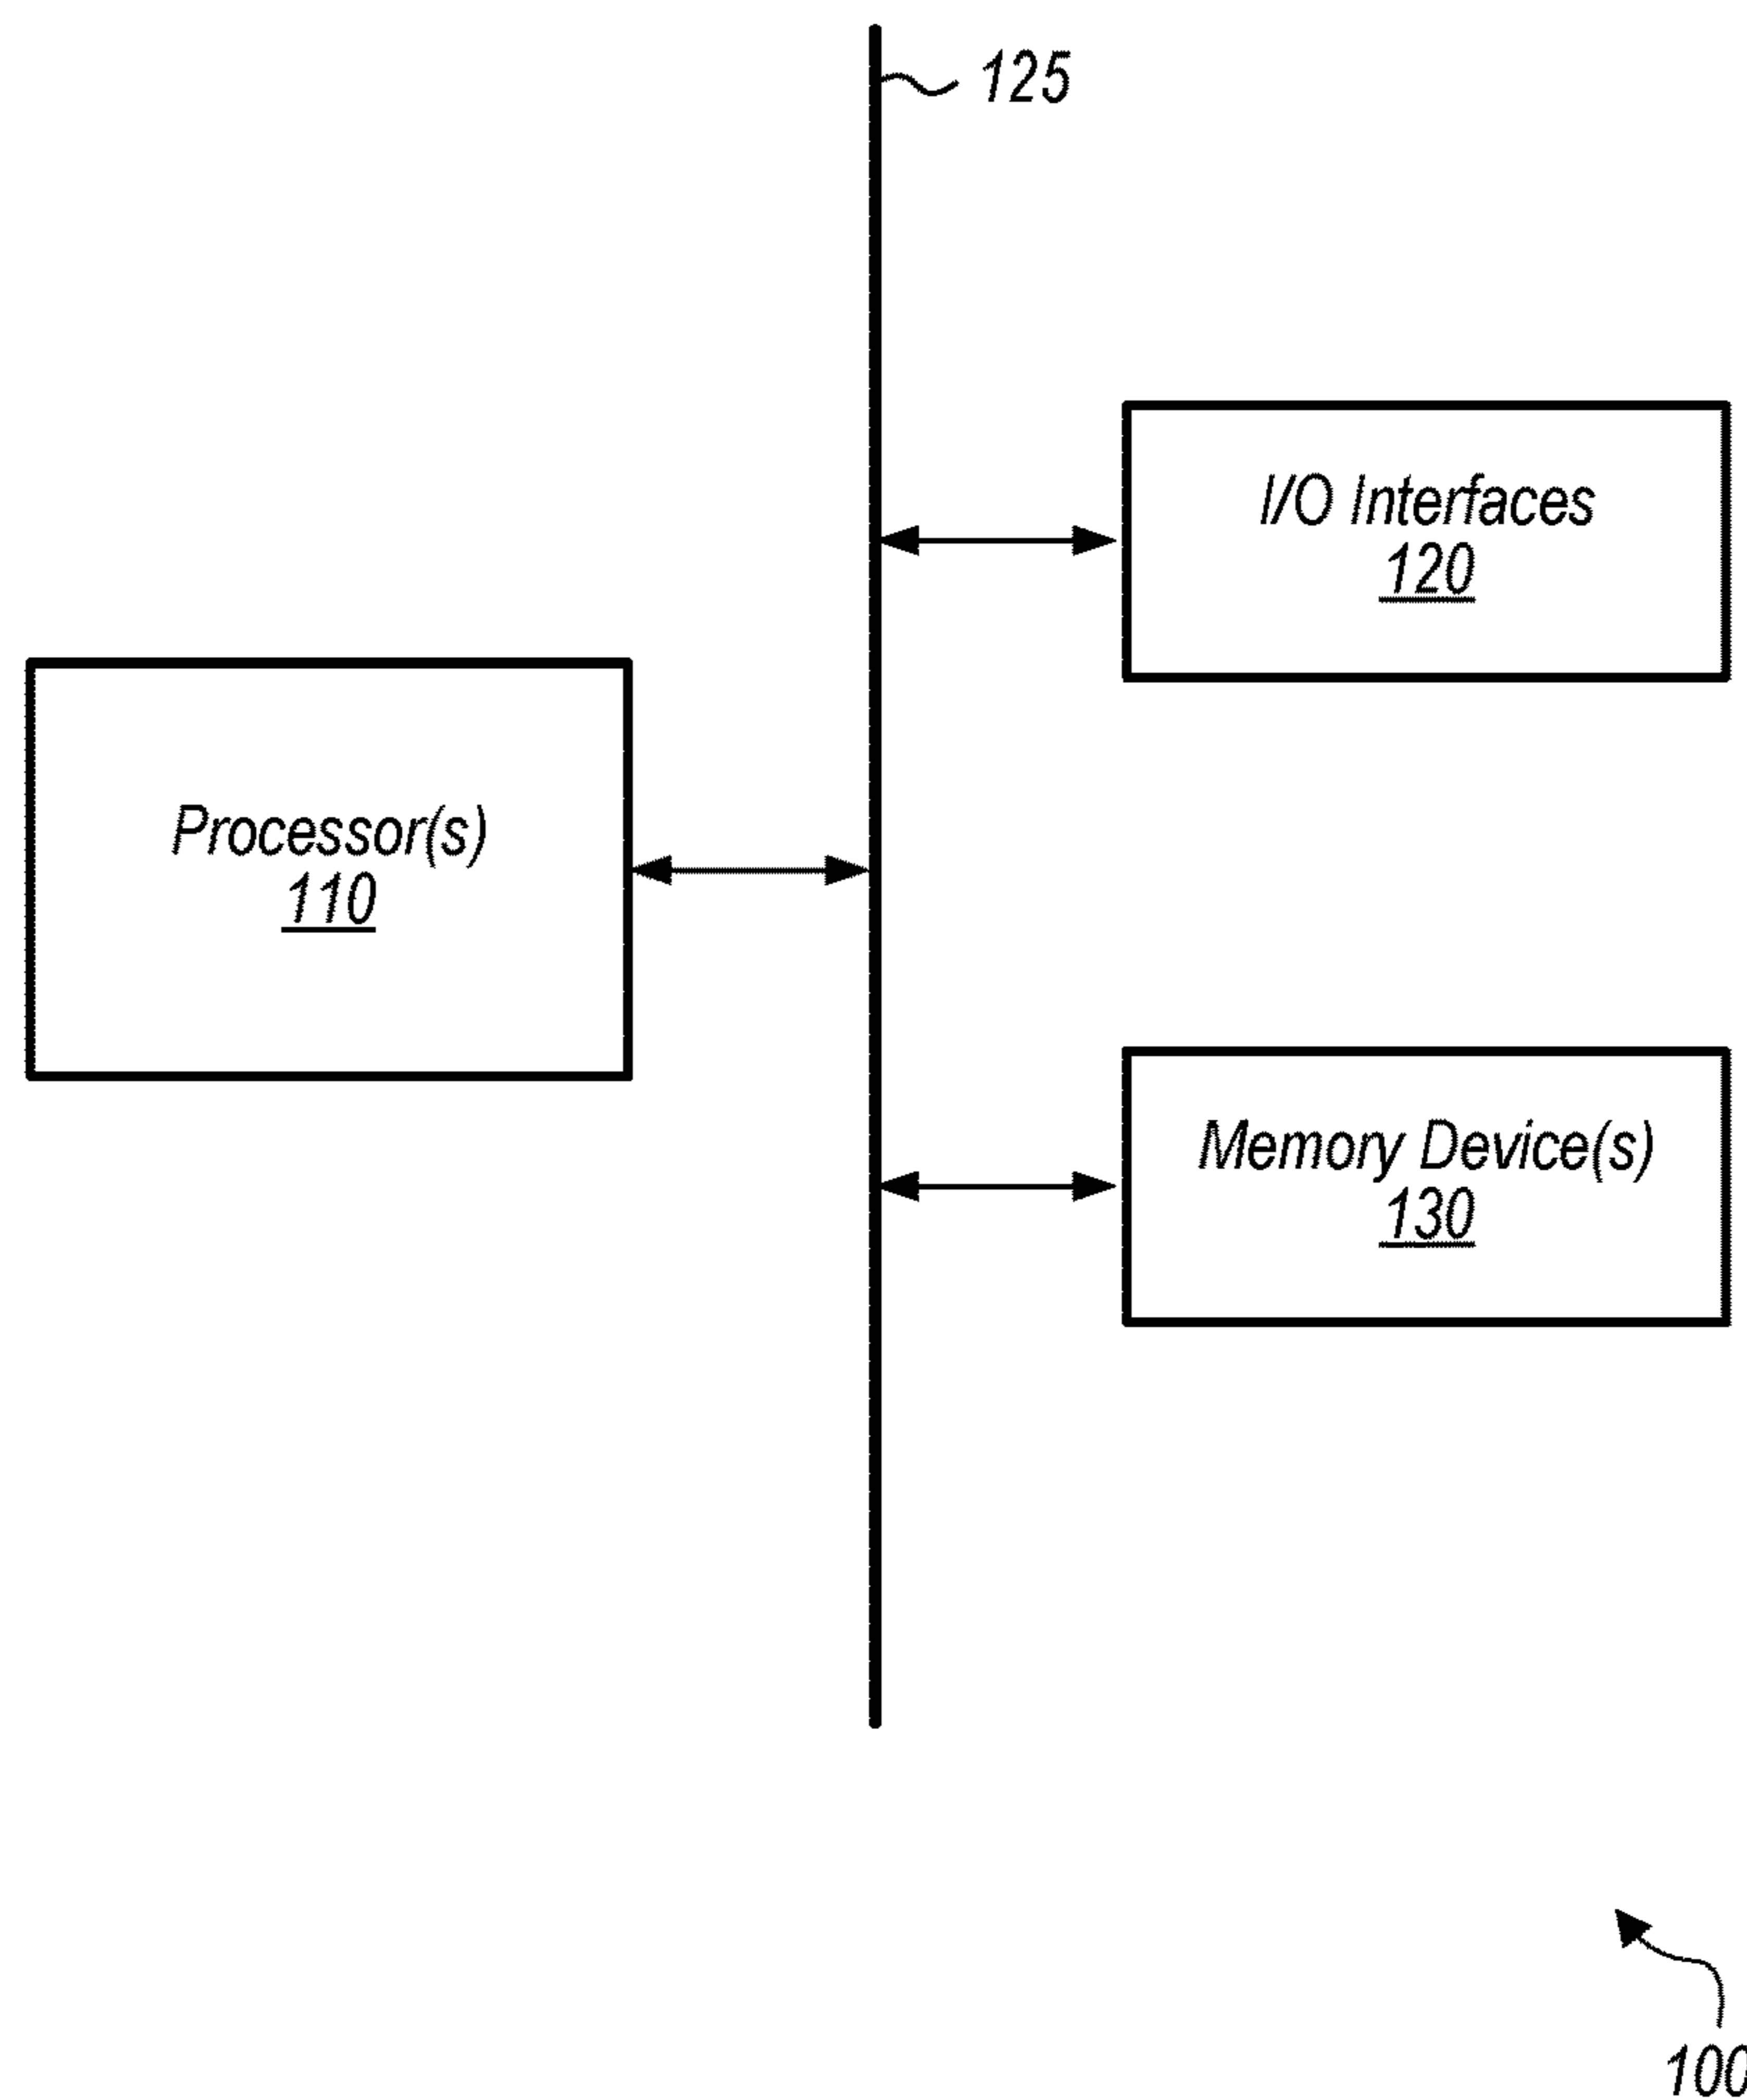 125
I/O Interfaces
120
Processor(s)
110
Memory Device(s)
130
100